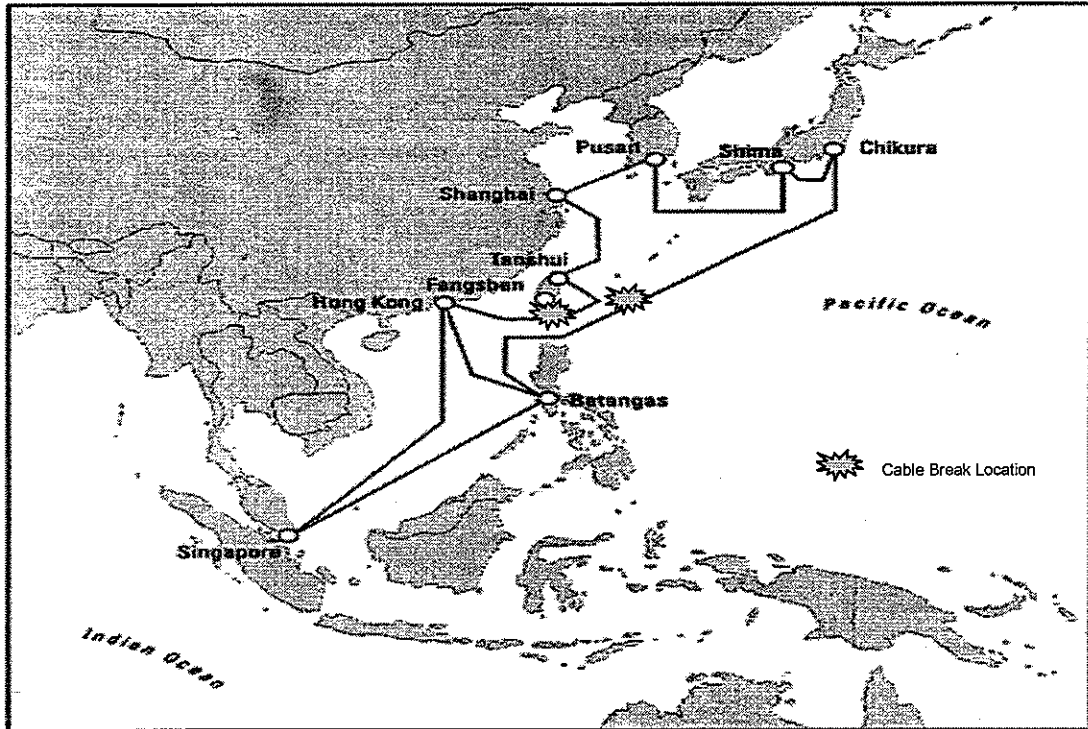 Pusan
Shima
Chikura
Shanghai
Tanshui
Fangshan
Hong Kong
Pacific Ocean
Batangas
Cable Break Location
Singapore
Indian Ocean